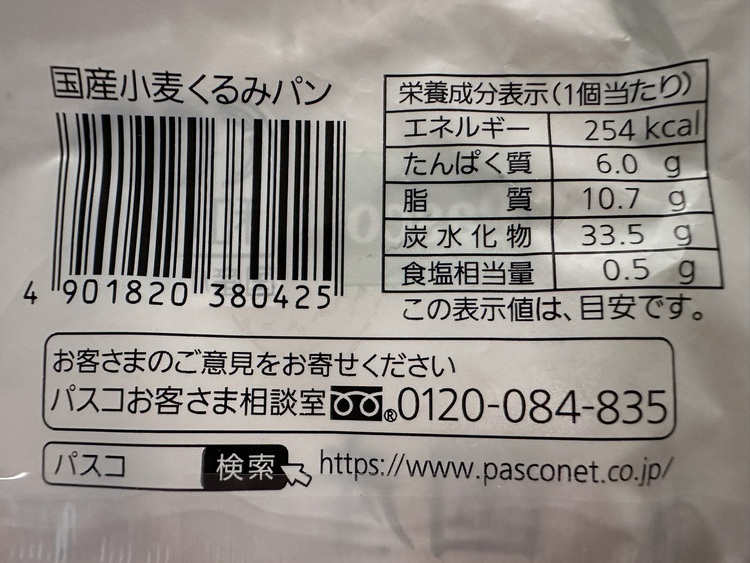 国産小麦くるみパン
4 901820 380425
栄養成分表示(1個当たり)
エネルギー 254 kcal
たんぱく質 6.0 g
脂質 10.7 g
炭水化物 33.5 g
食塩相当量 0.5 g
この表示値は、目安です。
お客さまのご意見をお寄せください
パスコお客さま相談室 ®0120-084-835
パスコ 検索 https://www.pasconet.co.jp/